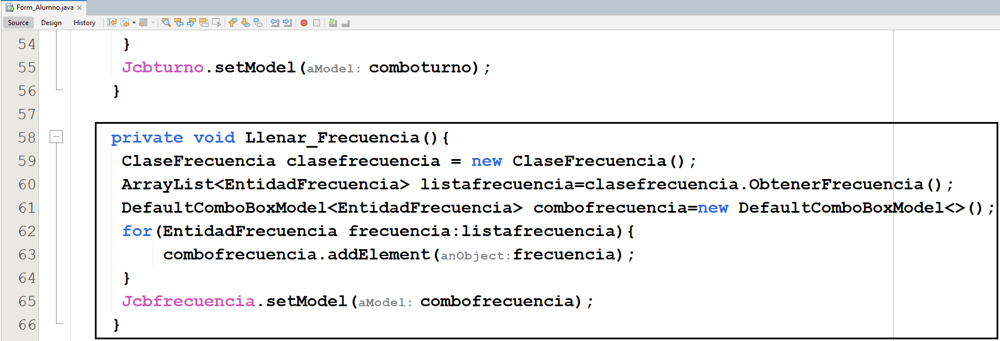 Form_Alumno.java
Source Design History
54 }
55 Jcbturno.setModel(aModel: comboturno);
56 }
57
58 private void Llenar_Frecuencia(){
59 ClaseFrecuencia clasefrecuencia = new ClaseFrecuencia();
60 ArrayList<EntidadFrecuencia> listafrecuencia=clasefrecuencia.ObtenerFrecuencia();
61 DefaultComboBoxModel<EntidadFrecuencia> combofrecuencia=new DefaultComboBoxModel<>();
62 for(EntidadFrecuencia frecuencia:listafrecuencia){
63 combofrecuencia.addElement(anObject:frecuencia);
64 }
65 Jcbfrecuencia.setModel(aModel: combofrecuencia);
66 }